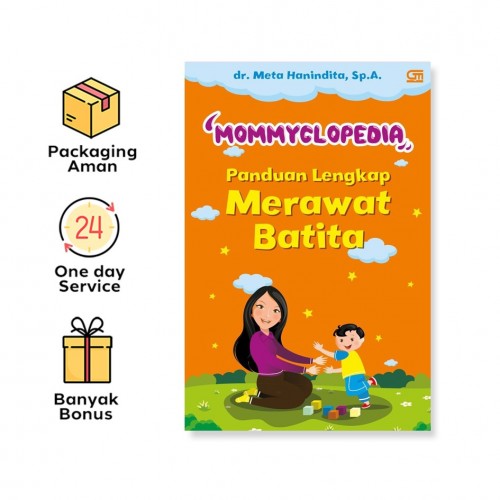 Packaging
Aman
24
One day
Service
Banyak
Bonus
dr. Meta Hanindita, Sp.A.
MOMMYCLOPEDIA
Panduan Lengkap
Merawat
Batita